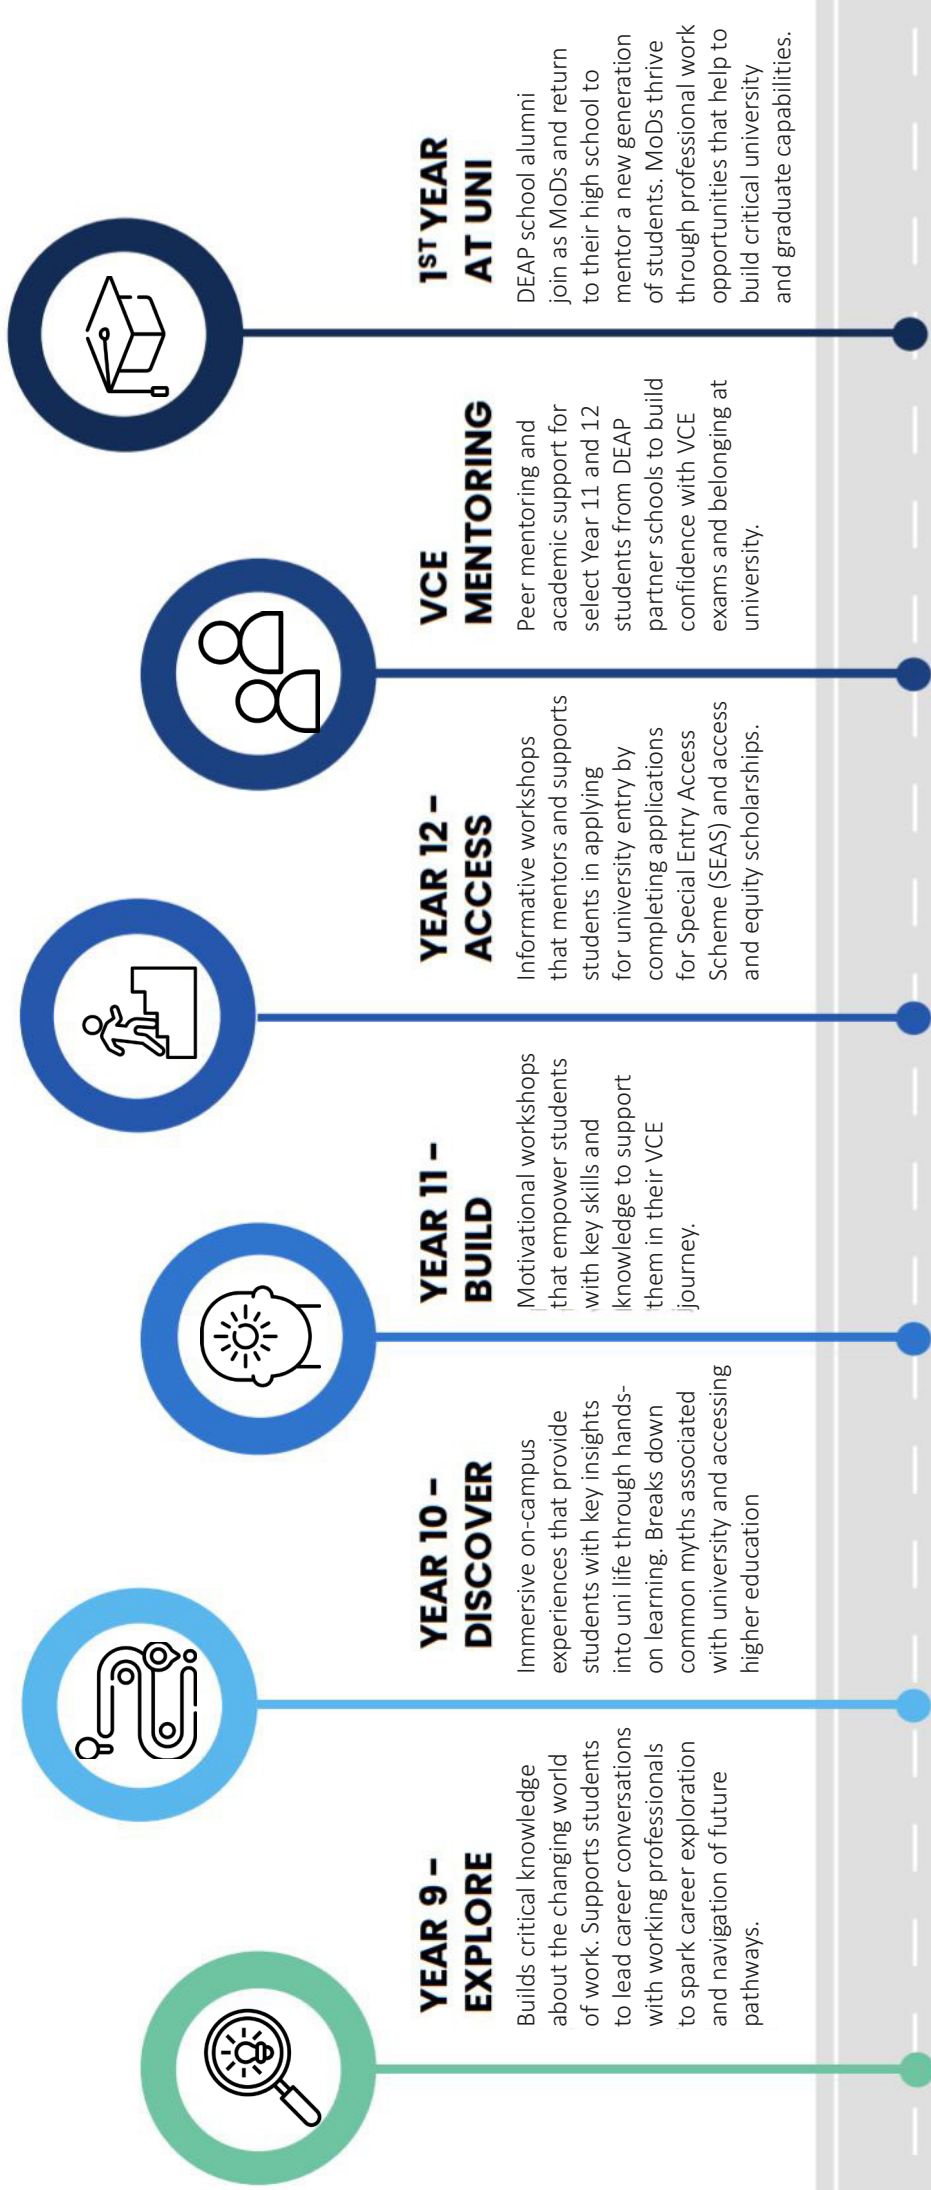 YEAR 9 –
EXPLORE
Builds critical knowledge
about the changing world
of work. Supports students
to lead career conversations
with working professionals
to spark career exploration
and navigation of future
pathways.
YEAR 10 –
DISCOVER
Immersive on-campus
experiences that provide
students with key insights
into uni life through hands-
on learning. Breaks down
common myths associated
with university and accessing
higher education
YEAR 11 –
BUILD
Motivational workshops
that empower students
with key skills and
knowledge to support
them in their VCE
journey.
YEAR 12 –
ACCESS
Informative workshops
that mentors and supports
students in applying
for university entry by
completing applications
for Special Entry Access
Scheme (SEAS) and access
and equity scholarships.
VCE
MENTORING
Peer mentoring and
academic support for
select Year 11 and 12
students from DEAP
partner schools to build
confidence with VCE
exams and belonging at
university.
1ST YEAR
AT UNI
DEAP school alumni
join as MoDs and return
to their high school to
mentor a new generation
of students. MoDs thrive
through professional work
opportunities that help to
build critical university
and graduate capabilities.